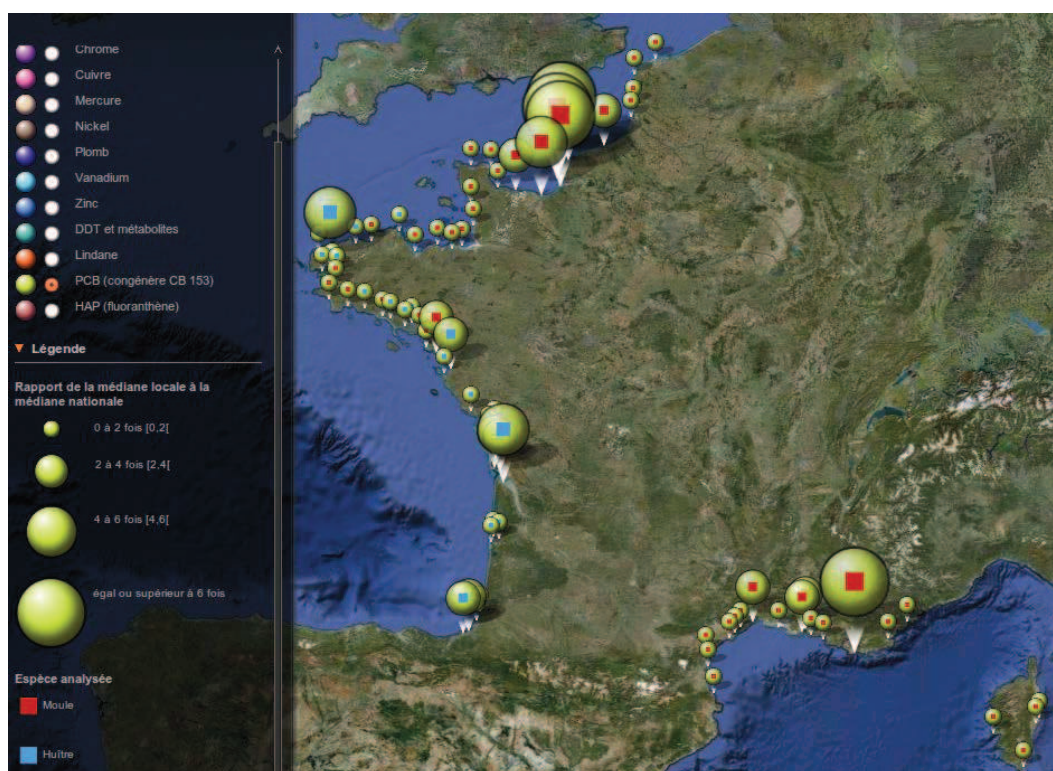 Chrome
Cuivre
Mercure
Nickel
Plomb
Vanadium
Zinc
DDT et métabolites
Lindane
PCB (congénère CB 153)
HAP (fluoranthène)
Légende
Rapport de la médiane locale à la
médiane nationale
0 à 2 fois [0,2[
2 à 4 fois [2,4[
4 à 6 fois [4,6[
égal ou supérieur à 6 fois
Espèce analysée
Moule
Huître